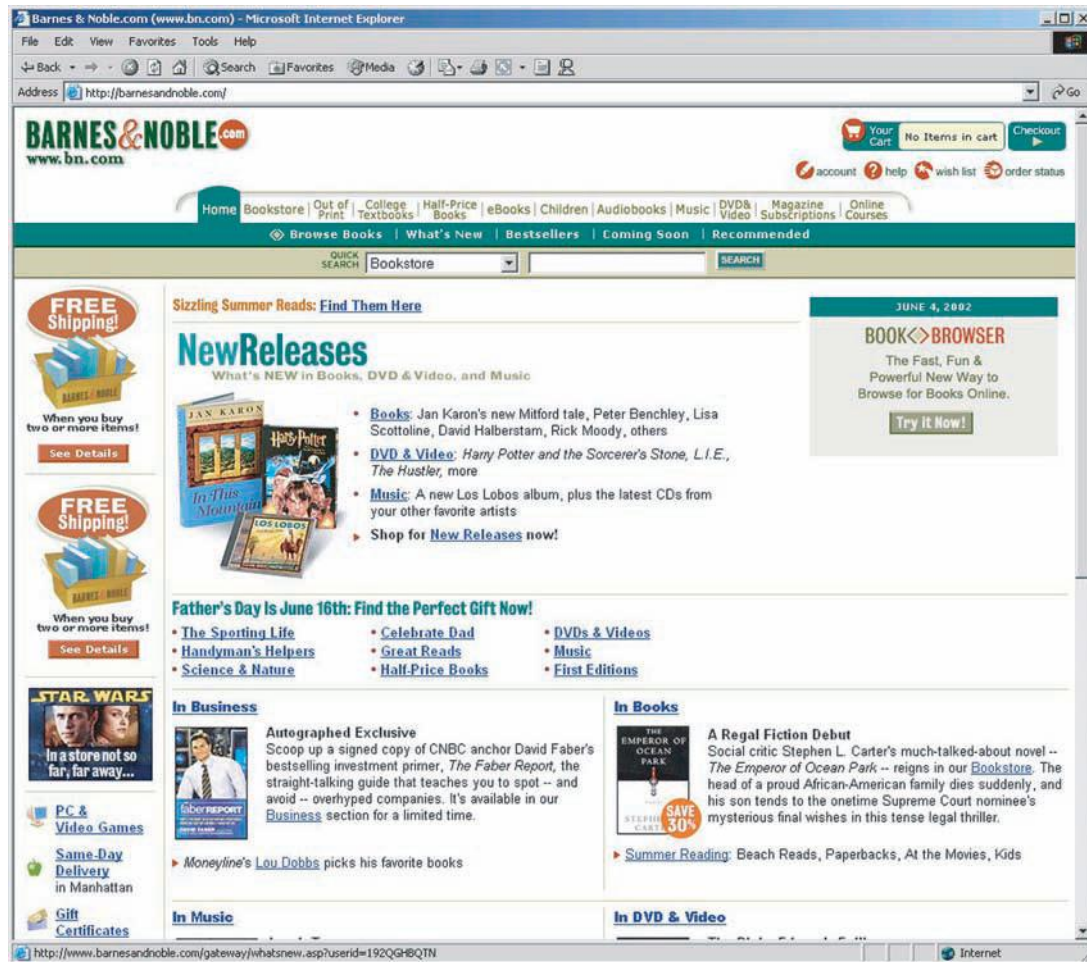 Barnes & Noble.com (www.bn.com) - Microsoft Internet Explorer
File Edit View Favorites Tools Help
Back Search Favorites Media
Address http://barnesandnoble.com/ Go
BARNES&NOBLE.com
www.bn.com
Your Cart No Items in cart Checkout
account help wish list order status
Home Bookstore Out of Print College Textbooks Half-Price Books eBooks Children Audiobooks Music DVD& Video Magazine Subscriptions Online Courses
Browse Books | What's New | Bestsellers | Coming Soon | Recommended
QUICK SEARCH Bookstore SEARCH
FREE
Shipping!
BARNES & NOBLE
When you buy
two or more items!
See Details
FREE
Shipping!
BARNES & NOBLE
When you buy
two or more items!
See Details
STAR WARS
In a store not so
far, far away...
PC &
Video Games
Same-Day
Delivery
in Manhattan
Gift
Certificates
Sizzling Summer Reads: Find Them Here
NewReleases
What's NEW in Books, DVD & Video, and Music
JAN KARON
In This
Mountain
Harry Potter
LOS LOBOS
• Books: Jan Karon's new Mitford tale, Peter Benchley, Lisa
Scottoline, David Halberstam, Rick Moody, others
• DVD & Video: Harry Potter and the Sorcerer's Stone, L.I.E.,
The Hustler, more
• Music: A new Los Lobos album, plus the latest CDs from
your other favorite artists
Shop for New Releases now!
JUNE 4, 2002
BOOK<>BROWSER
The Fast, Fun &
Powerful New Way to
Browse for Books Online.
Try it Now!
Father's Day Is June 16th: Find the Perfect Gift Now!
• The Sporting Life • Celebrate Dad • DVDs & Videos
• Handyman's Helpers • Great Reads • Music
• Science & Nature • Half-Price Books • First Editions
In Business
faberREPORT
DAVID FABER
Autographed Exclusive
Scoop up a signed copy of CNBC anchor David Faber's
bestselling investment primer, The Faber Report, the
straight-talking guide that teaches you to spot -- and
avoid -- overhyped companies. It's available in our
Business section for a limited time.
Moneyline's Lou Dobbs picks his favorite books
In Books
THE
EMPEROR OF
OCEAN
PARK
SAVE
30%
A Regal Fiction Debut
Social critic Stephen L. Carter's much-talked-about novel --
The Emperor of Ocean Park -- reigns in our Bookstore. The
head of a proud African-American family dies suddenly, and
his son tends to the onetime Supreme Court nominee's
mysterious final wishes in this tense legal thriller.
Summer Reading: Beach Reads, Paperbacks, At the Movies, Kids
In Music
In DVD & Video
http://www.barnesandnoble.com/gateway/whatsnew.asp?userid=192QGHBQTN Internet